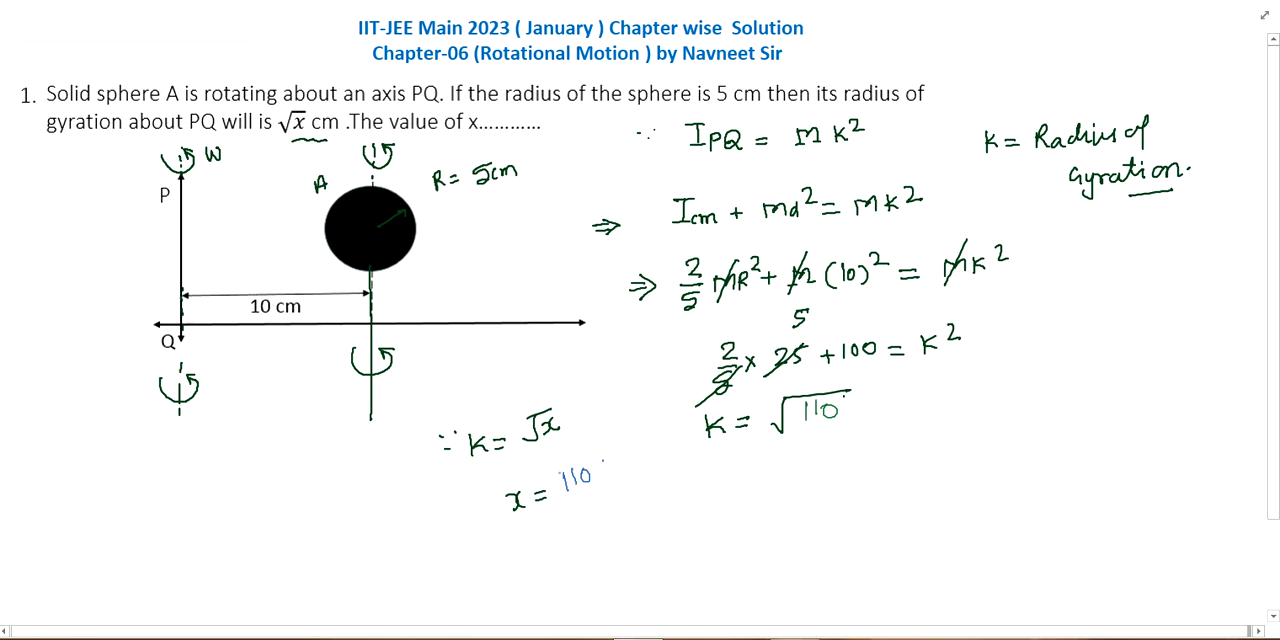 IIT-JEE Main 2023 ( January ) Chapter wise Solution
Chapter-06 (Rotational Motion ) by Navneet Sir
1. Solid sphere A is rotating about an axis PQ. If the radius of the sphere is 5 cm then its radius of
gyration about PQ will is √x cm .The value of x............
W
P
A
R = 5cm
10 cm
Q
∵ K = √x
x = 110
∵ I_PQ = MK²
K = Radius of
Gyration.
⇒ I_cm + md² = MK²
⇒ 2/5 MR² + M (10)² = MK²
5
2/5 × 25 + 100 = K²
K = √110